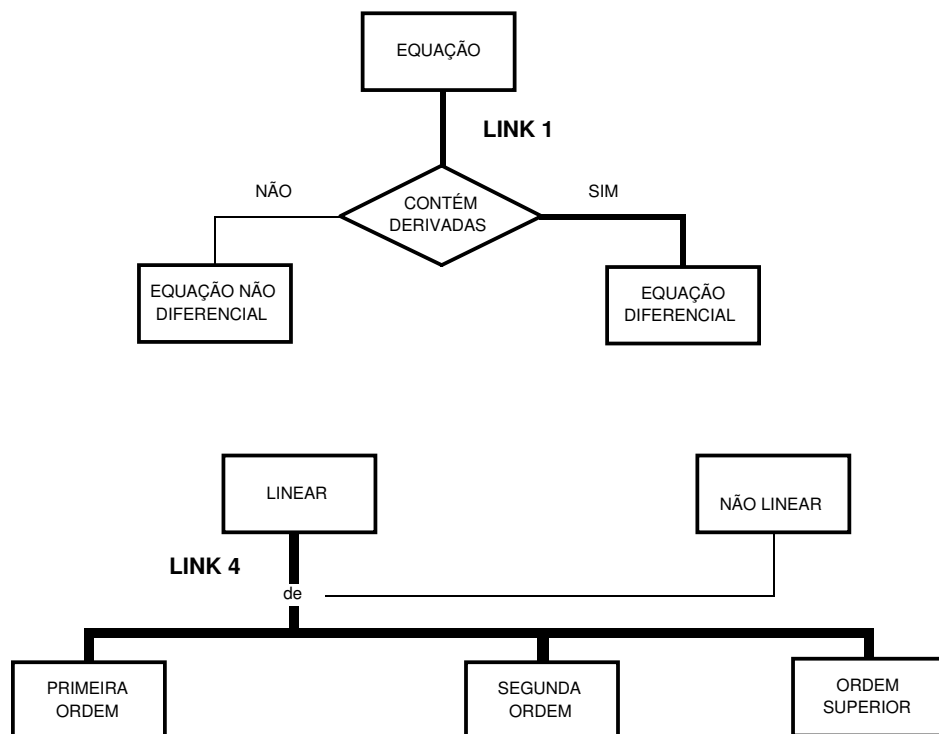 EQUAÇÃO
LINK 1
NÃO
SIM
CONTÉM
DERIVADAS
EQUAÇÃO NÃO
DIFERENCIAL
EQUAÇÃO
DIFERENCIAL
LINEAR
NÃO LINEAR
LINK 4
de
PRIMEIRA
ORDEM
SEGUNDA
ORDEM
ORDEM
SUPERIOR